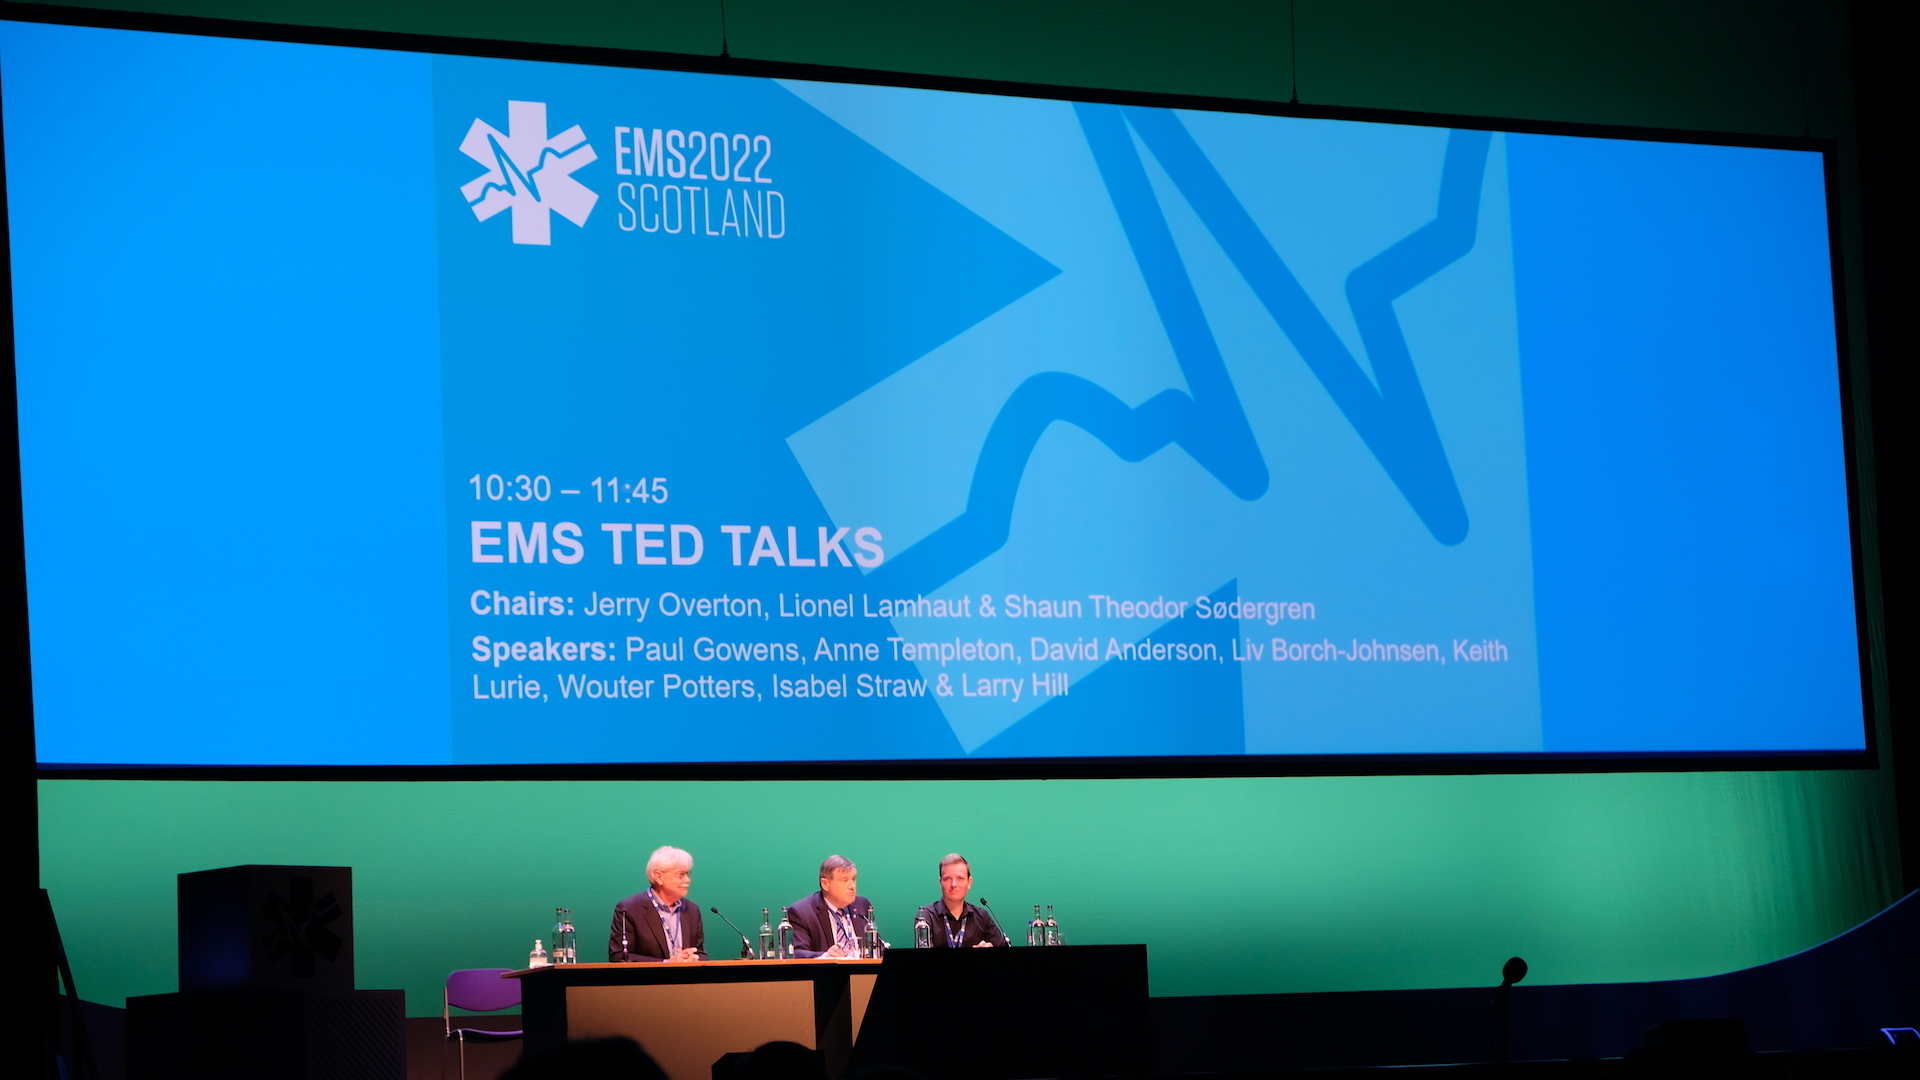 EMS2022
SCOTLAND
10:30 – 11:45
EMS TED TALKS
Chairs: Jerry Overton, Lionel Lamhaut & Shaun Theodor Sødergren
Speakers: Paul Gowens, Anne Templeton, David Anderson, Liv Borch-Johnsen, Keith
Lurie, Wouter Potters, Isabel Straw & Larry Hill